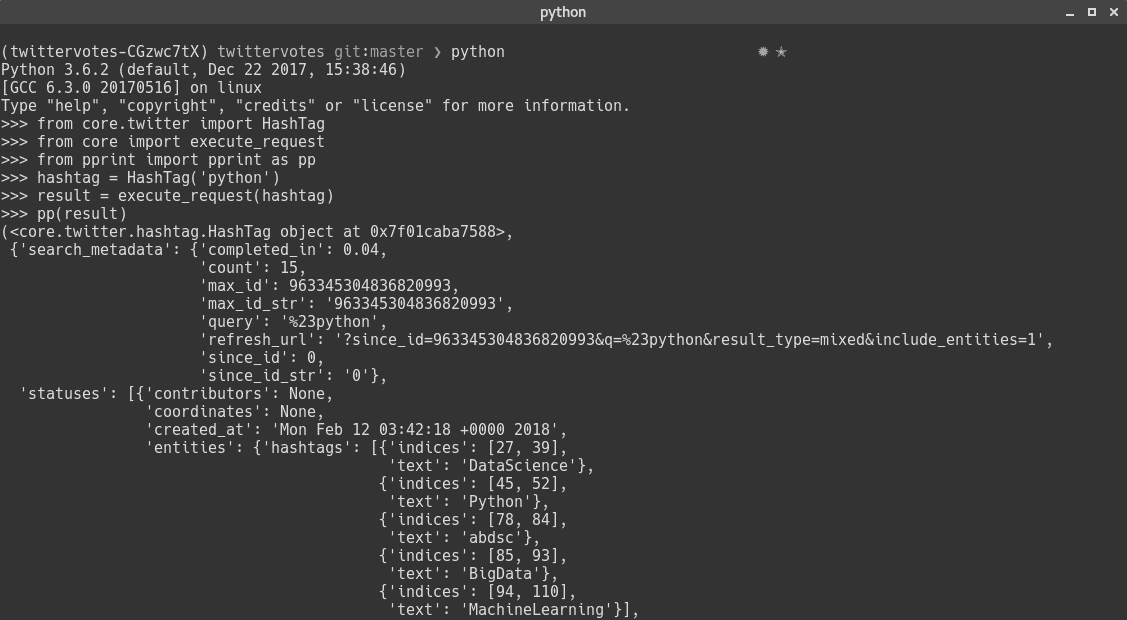 python
(twittervotes-CGzwc7tX) twittervotes git:master ❯ python ✹ ★
Python 3.6.2 (default, Dec 22 2017, 15:38:46)
[GCC 6.3.0 20170516] on linux
Type "help", "copyright", "credits" or "license" for more information.
>>> from core.twitter import HashTag
>>> from core import execute_request
>>> from pprint import pprint as pp
>>> hashtag = HashTag('python')
>>> result = execute_request(hashtag)
>>> pp(result)
(<core.twitter.hashtag.HashTag object at 0x7f01caba7588>,
 {'search_metadata': {'completed_in': 0.04,
                      'count': 15,
                      'max_id': 963345304836820993,
                      'max_id_str': '963345304836820993',
                      'query': '%23python',
                      'refresh_url': '?since_id=963345304836820993&q=%23python&result_type=mixed&include_entities=1',
                      'since_id': 0,
                      'since_id_str': '0'},
  'statuses': [{'contributors': None,
                'coordinates': None,
                'created_at': 'Mon Feb 12 03:42:18 +0000 2018',
                'entities': {'hashtags': [{'indices': [27, 39],
                                           'text': 'DataScience'},
                                          {'indices': [45, 52],
                                           'text': 'Python'},
                                          {'indices': [78, 84],
                                           'text': 'abdsc'},
                                          {'indices': [85, 93],
                                           'text': 'BigData'},
                                          {'indices': [94, 110],
                                           'text': 'MachineLearning'}],